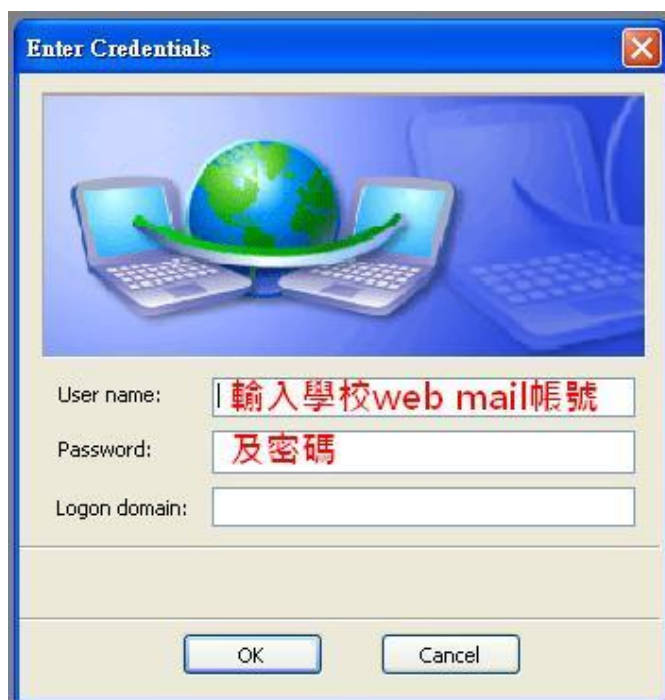 Enter Credentials
User name: 輸入學校web mail帳號
Password: 及密碼
Logon domain:
OK Cancel